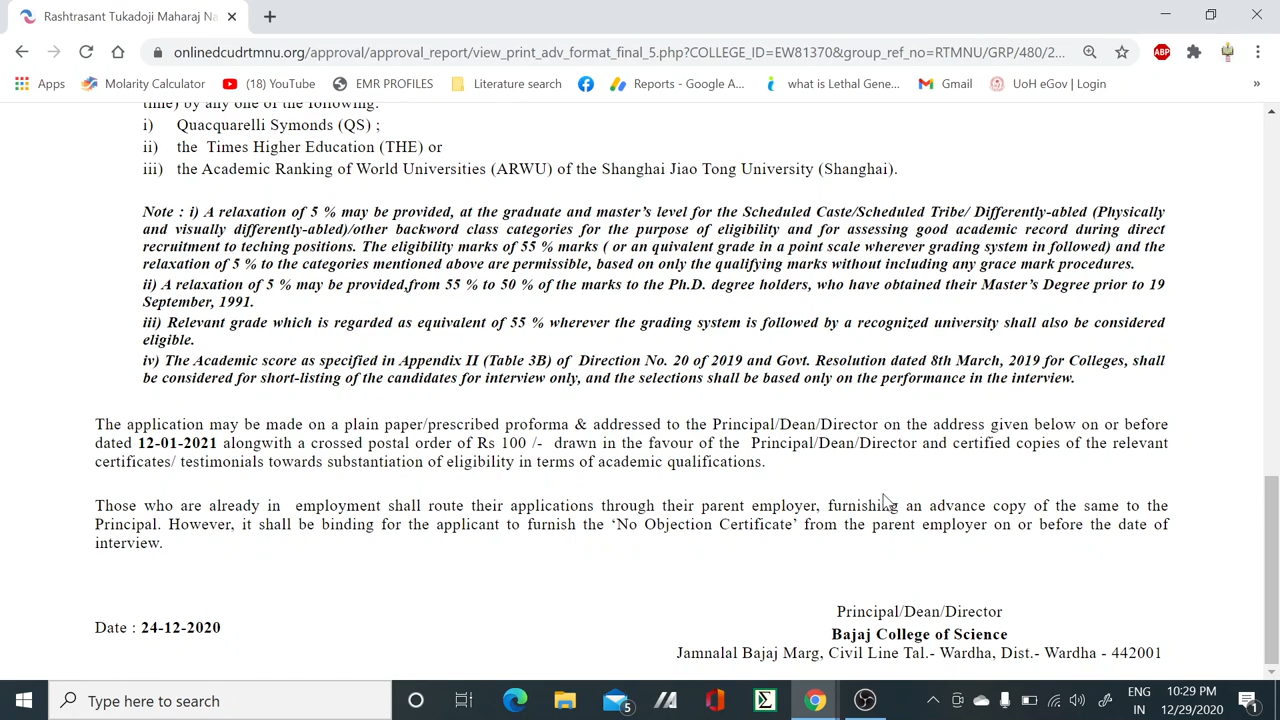 Rashtrasant Tukadoji Maharaj Na
onlinedcudrtmnu.org/approval/approval_report/view_print_adv_format_final_5.php?COLLEGE_ID=EW81370&group_ref_no=RTMNU/GRP/480/2...
ABP
Apps Molarity Calculator (18) YouTube EMR PROFILES Literature search Reports - Google A... what is Lethal Gene... Gmail UoH eGov | Login »
time) by any one of the following:
i) Quacquarelli Symonds (QS) ;
ii) the Times Higher Education (THE) or
iii) the Academic Ranking of World Universities (ARWU) of the Shanghai Jiao Tong University (Shanghai).
Note : i) A relaxation of 5 % may be provided, at the graduate and master's level for the Scheduled Caste/Scheduled Tribe/ Differently-abled (Physically
and visually differently-abled)/other backword class categories for the purpose of eligibility and for assessing good academic record during direct
recruitment to teching positions. The eligibility marks of 55 % marks ( or an quivalent grade in a point scale wherever grading system in followed) and the
relaxation of 5 % to the categories mentioned above are permissible, based on only the qualifying marks without including any grace mark procedures.
ii) A relaxation of 5 % may be provided,from 55 % to 50 % of the marks to the Ph.D. degree holders, who have obtained their Master's Degree prior to 19
September, 1991.
iii) Relevant grade which is regarded as equivalent of 55 % wherever the grading system is followed by a recognized university shall also be considered
eligible.
iv) The Academic score as specified in Appendix II (Table 3B) of Direction No. 20 of 2019 and Govt. Resolution dated 8th March, 2019 for Colleges, shall
be considered for short-listing of the candidates for interview only, and the selections shall be based only on the performance in the interview.
The application may be made on a plain paper/prescribed proforma & addressed to the Principal/Dean/Director on the address given below on or before
dated 12-01-2021 alongwith a crossed postal order of Rs 100 /- drawn in the favour of the Principal/Dean/Director and certified copies of the relevant
certificates/ testimonials towards substantiation of eligibility in terms of academic qualifications.
Those who are already in employment shall route their applications through their parent employer, furnishing an advance copy of the same to the
Principal. However, it shall be binding for the applicant to furnish the ‘No Objection Certificate’ from the parent employer on or before the date of
interview.
Principal/Dean/Director
Date : 24-12-2020
Bajaj College of Science
Jamnalal Bajaj Marg, Civil Line Tal.- Wardha, Dist.- Wardha - 442001
Type here to search
5
ENG
IN
10:29 PM
12/29/2020
1